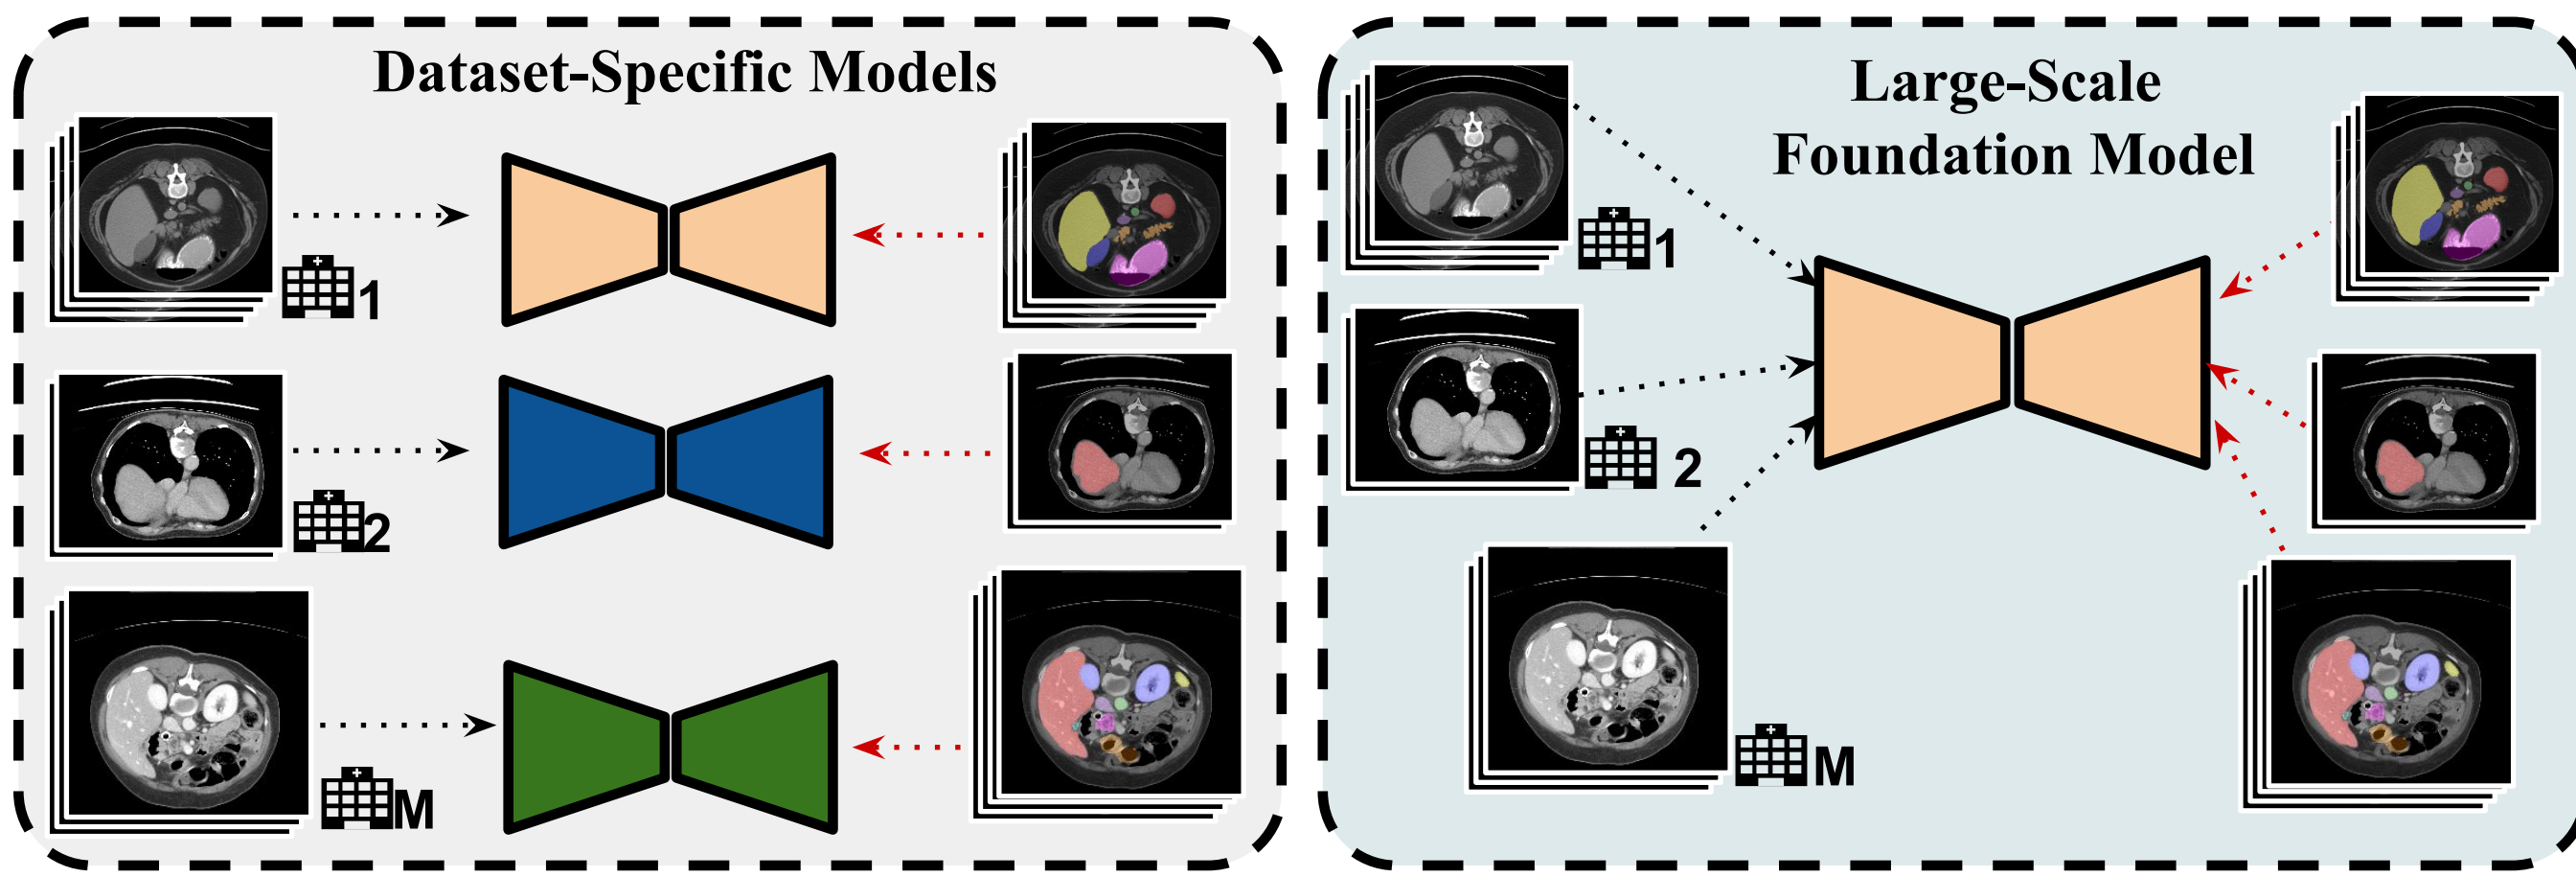 Dataset-Specific Models
1
2
M
Large-Scale
Foundation Model
1
2
M